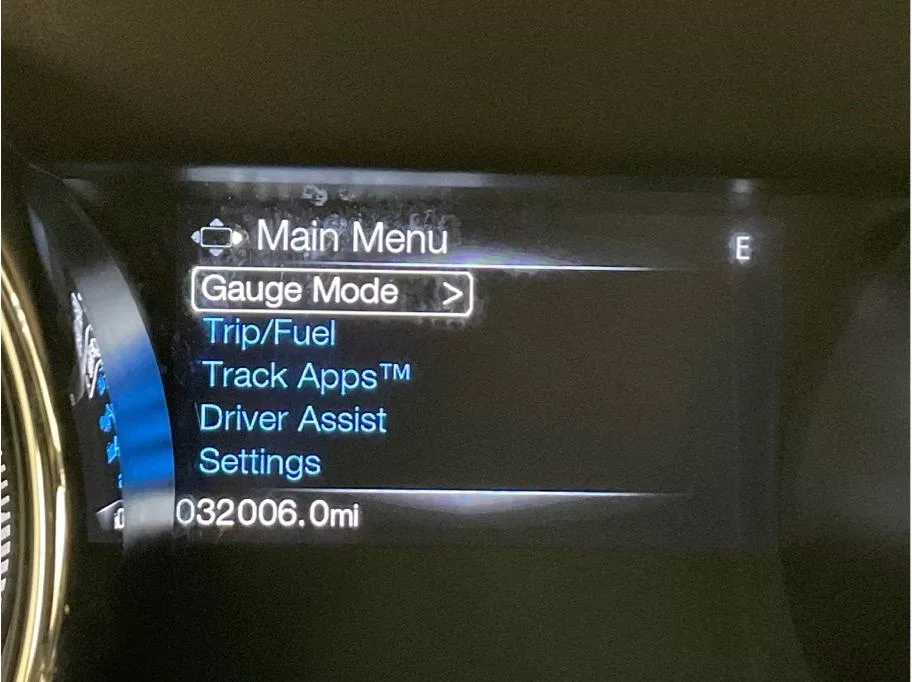 Main Menu
E
Gauge Mode >
Trip/Fuel
Track Apps™
Driver Assist
Settings
032006.0mi